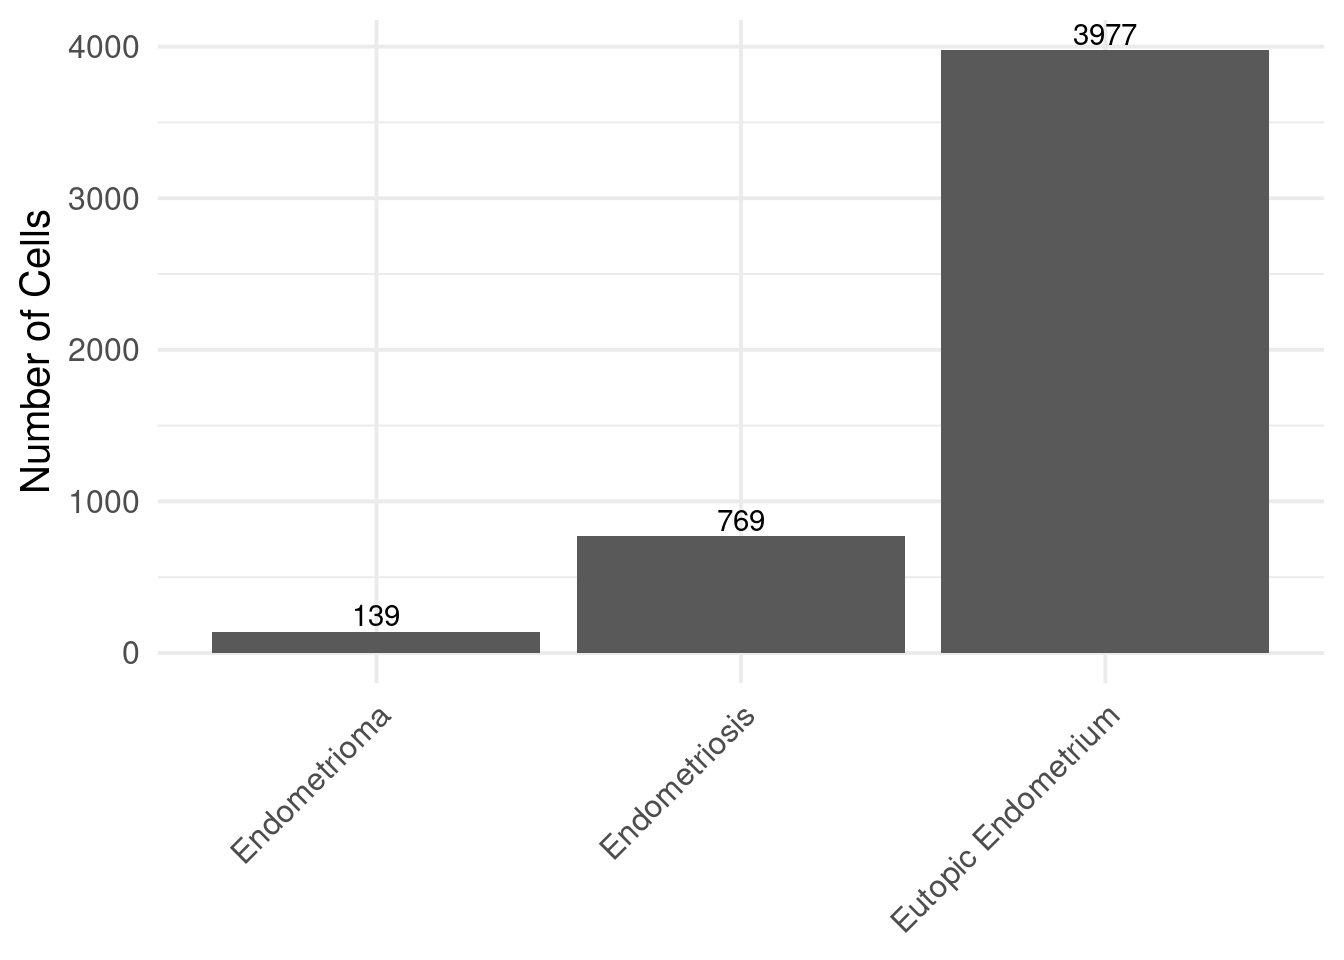 Number of Cells
4000
3000
2000
1000
0
139
769
3977
Endometrioma
Endometriosis
Eutopic Endometrium